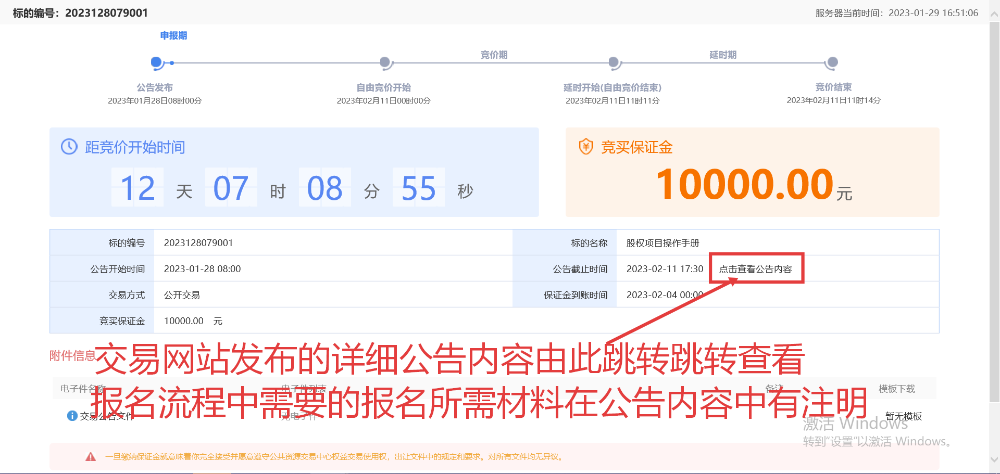 标的编号：2023128079001
服务器当前时间：2023-01-29 16:51:06
申报期
竞价期
延时期
公告发布
自由竞价开始
延时开始(自由竞价结束)
竞价结束
2023年01月28日08时00分
2023年02月11日00时00分
2023年02月11日11时11分
2023年02月11日11时14分
距竞价开始时间
12 天 07 时 08 分 55 秒
竞买保证金
10000.00元
标的编号 2023128079001 标的名称 股权项目操作手册
公告开始时间 2023-01-28 08:00 公告截止时间 2023-02-11 17:30 点击查看公告内容
交易方式 公开交易 保证金到账时间 2023-02-04 00:00
竞买保证金 10000.00 元
附件信息
交易网站发布的详细公告内容由此跳转跳转查看
电子件名称 电子件列表 备注 模板下载
报名流程中需要的报名所需材料在公告内容中有注明
交易公告文件 无电子件 暂无模板
激活 Windows
转到“设置”以激活 Windows。
一旦缴纳保证金就意味着你完全接受并愿意遵守公共资源交易中心权益交易使用权，出让文件中的规定和要求。对所有文件均无异议。